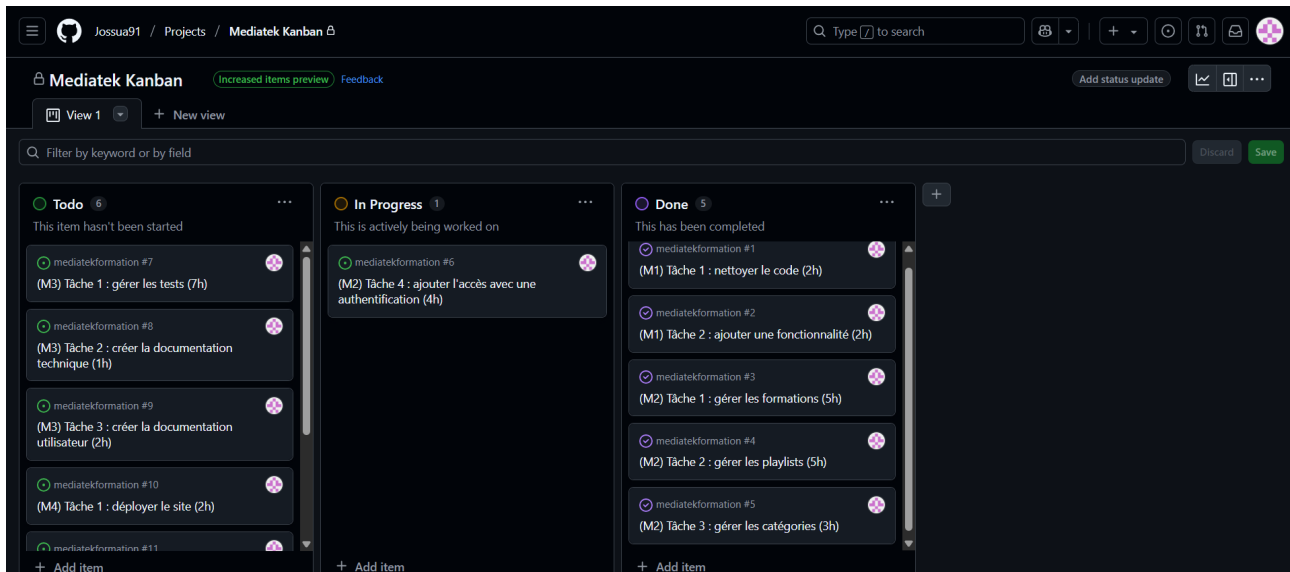 Jossua91 / Projects / Mediatek Kanban
Type / to search
Mediatek Kanban
Increased items preview
Feedback
Add status update
View 1
New view
Filter by keyword or by field
Discard
Save
Todo 6
This item hasn't been started
mediatekformation #7
(M3) Tâche 1 : gérer les tests (7h)
mediatekformation #8
(M3) Tâche 2 : créer la documentation
technique (1h)
mediatekformation #9
(M3) Tâche 3 : créer la documentation
utilisateur (2h)
mediatekformation #10
(M4) Tâche 1 : déployer le site (2h)
mediatekformation #11
+ Add item
In Progress 1
This is actively being worked on
mediatekformation #6
(M2) Tâche 4 : ajouter l'accès avec une
authentification (4h)
+ Add item
Done 5
This has been completed
mediatekformation #1
(M1) Tâche 1 : nettoyer le code (2h)
mediatekformation #2
(M1) Tâche 2 : ajouter une fonctionnalité (2h)
mediatekformation #3
(M2) Tâche 1 : gérer les formations (5h)
mediatekformation #4
(M2) Tâche 2 : gérer les playlists (5h)
mediatekformation #5
(M2) Tâche 3 : gérer les catégories (3h)
+ Add item